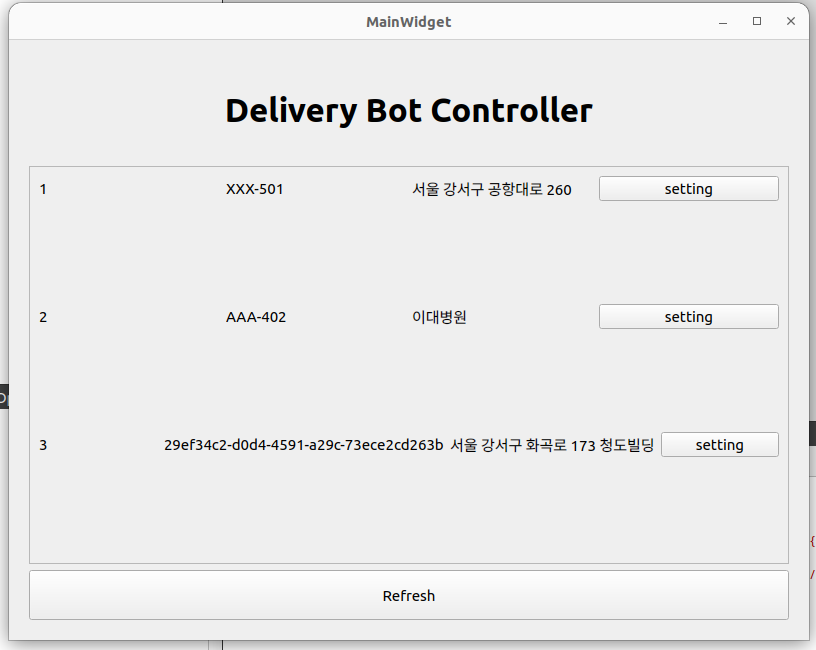 MainWidget
Delivery Bot Controller
1 XXX-501 서울 강서구 공항대로 260 setting
2 AAA-402 이대병원 setting
3 29ef34c2-d0d4-4591-a29c-73ece2cd263b 서울 강서구 화곡로 173 청도빌딩 setting
{
/
Refresh